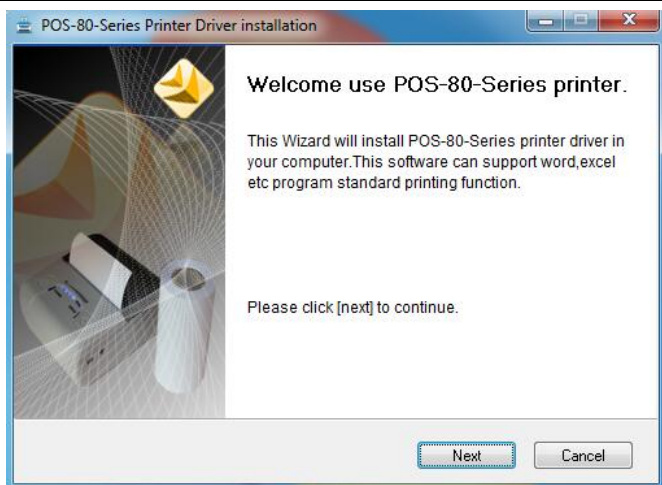 POS-80-Series Printer Driver installation
Welcome use POS-80-Series printer.
This Wizard will install POS-80-Series printer driver in
your computer.This software can support word,excel
etc program standard printing function.
Please click [next] to continue.
Next
Cancel